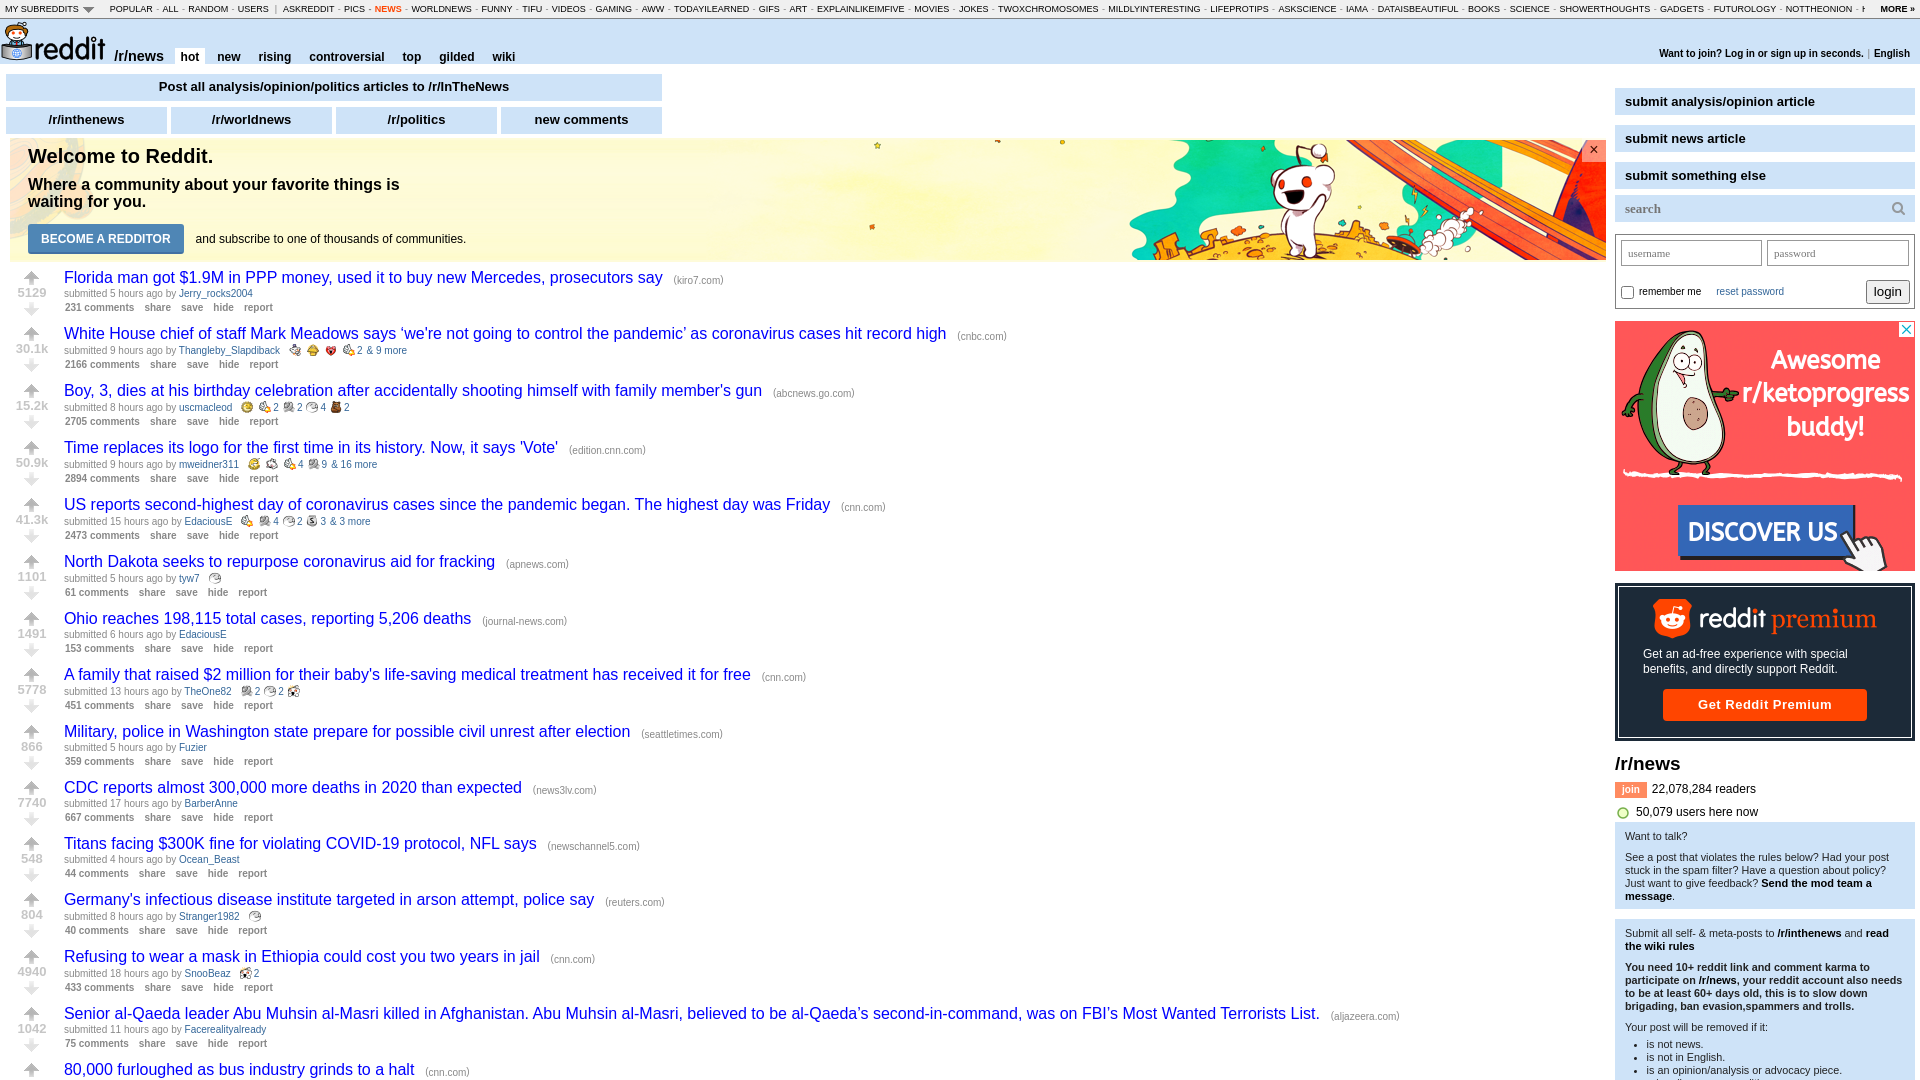 MY SUBREDDITS POPULAR - ALL - RANDOM - USERS | ASKREDDIT - PICS - NEWS - WORLDNEWS - FUNNY - TIFU - VIDEOS - GAMING - AWW - TODAYILEARNED - GIFS - ART - EXPLAINLIKEIMFIVE - MOVIES - JOKES - TWOXCHROMOSOMES - MILDLYINTERESTING - LIFEPROTIPS - ASKSCIENCE - IAMA - DATAISBEAUTIFUL - BOOKS - SCIENCE - SHOWERTHOUGHTS - GADGETS - FUTUROLOGY - NOTTHEONION - MORE »
reddit /r/news hot new rising controversial top gilded wiki
Want to join? Log in or sign up in seconds. | English
Post all analysis/opinion/politics articles to /r/InTheNews
/r/inthenews /r/worldnews /r/politics new comments
Welcome to Reddit.
Where a community about your favorite things is
waiting for you.
BECOME A REDDITOR and subscribe to one of thousands of communities.
×
Florida man got $1.9M in PPP money, used it to buy new Mercedes, prosecutors say (kiro7.com)
5129
submitted 5 hours ago by Jerry_rocks2004
231 comments share save hide report
White House chief of staff Mark Meadows says ‘we're not going to control the pandemic’ as coronavirus cases hit record high (cnbc.com)
30.1k
submitted 9 hours ago by Thangleby_Slapdiback 2 & 9 more
2166 comments share save hide report
Boy, 3, dies at his birthday celebration after accidentally shooting himself with family member's gun (abcnews.go.com)
15.2k
submitted 8 hours ago by uscmacleod 2 2 4 2
2705 comments share save hide report
Time replaces its logo for the first time in its history. Now, it says 'Vote' (edition.cnn.com)
50.9k
submitted 9 hours ago by mweidner311 4 9 & 16 more
2894 comments share save hide report
US reports second-highest day of coronavirus cases since the pandemic began. The highest day was Friday (cnn.com)
41.3k
submitted 15 hours ago by EdaciousE 4 2 3 & 3 more
2473 comments share save hide report
North Dakota seeks to repurpose coronavirus aid for fracking (apnews.com)
1101
submitted 5 hours ago by tyw7
61 comments share save hide report
Ohio reaches 198,115 total cases, reporting 5,206 deaths (journal-news.com)
1491
submitted 6 hours ago by EdaciousE
153 comments share save hide report
A family that raised $2 million for their baby's life-saving medical treatment has received it for free (cnn.com)
5778
submitted 13 hours ago by TheOne82 2 2
451 comments share save hide report
Military, police in Washington state prepare for possible civil unrest after election (seattletimes.com)
866
submitted 5 hours ago by Fuzier
359 comments share save hide report
CDC reports almost 300,000 more deaths in 2020 than expected (news3lv.com)
7740
submitted 17 hours ago by BarberAnne
667 comments share save hide report
Titans facing $300K fine for violating COVID-19 protocol, NFL says (newschannel5.com)
548
submitted 4 hours ago by Ocean_Beast
44 comments share save hide report
Germany's infectious disease institute targeted in arson attempt, police say (reuters.com)
804
submitted 8 hours ago by Stranger1982
40 comments share save hide report
Refusing to wear a mask in Ethiopia could cost you two years in jail (cnn.com)
4940
submitted 18 hours ago by SnooBeaz 2
433 comments share save hide report
Senior al-Qaeda leader Abu Muhsin al-Masri killed in Afghanistan. Abu Muhsin al-Masri, believed to be al-Qaeda’s second-in-command, was on FBI’s Most Wanted Terrorists List. (aljazeera.com)
1042
submitted 11 hours ago by Facerealityalready
75 comments share save hide report
80,000 furloughed as bus industry grinds to a halt (cnn.com)
submit analysis/opinion article
submit news article
submit something else
search
username password
remember me reset password login
Awesome
r/ketoprogress
buddy!
DISCOVER US
reddit premium
Get an ad-free experience with special
benefits, and directly support Reddit.
Get Reddit Premium
/r/news
join 22,078,284 readers
50,079 users here now
Want to talk?
See a post that violates the rules below? Had your post
stuck in the spam filter? Have a question about policy?
Just want to give feedback? Send the mod team a
message.
Submit all self- & meta-posts to /r/inthenews and read
the wiki rules
You need 10+ reddit link and comment karma to
participate on /r/news, your reddit account also needs
to be at least 60+ days old, this is to slow down
brigading, ban evasion,spammers and trolls.
Your post will be removed if it:
• is not news.
• is not in English.
• is an opinion/analysis or advocacy piece.